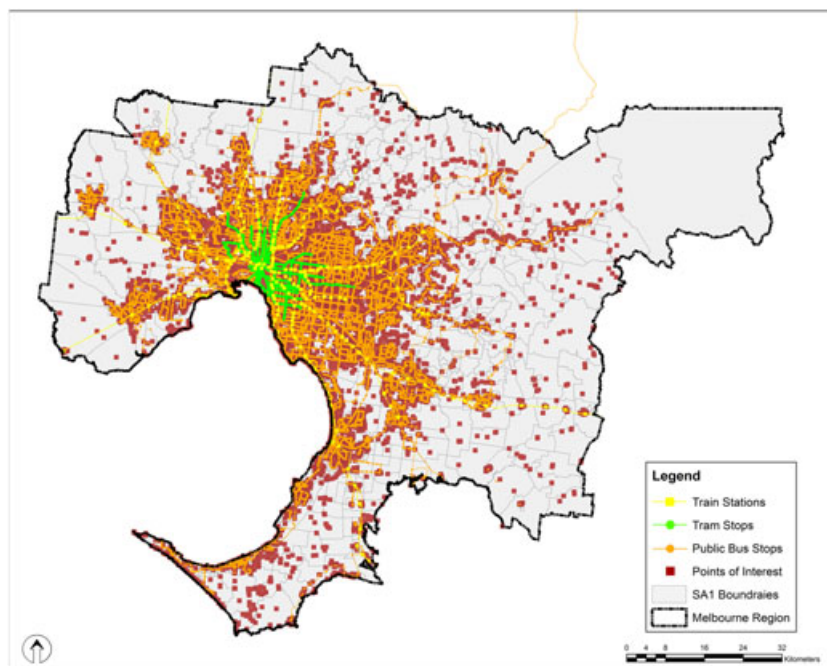 Legend
Train Stations
Tram Stops
Public Bus Stops
Points of Interest
SA1 Boundraies
Melbourne Region
0 4 8 16 24 32
Kilometers